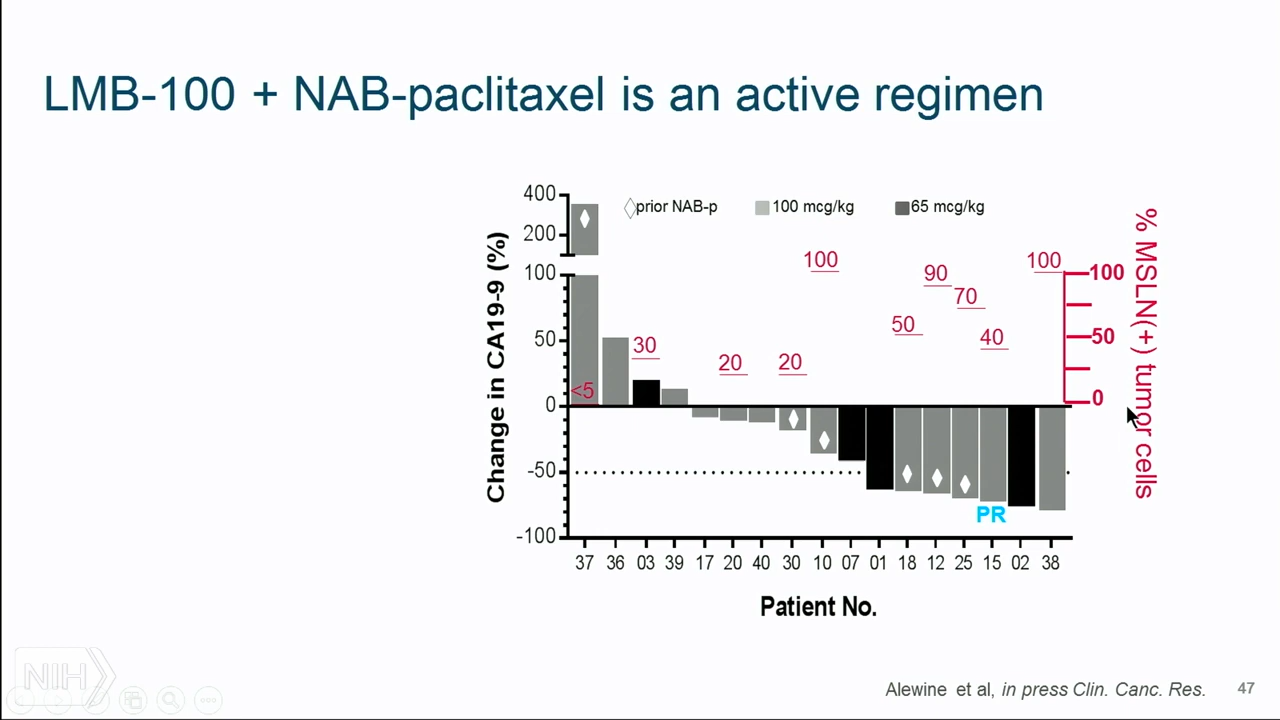 LMB-100 + NAB-paclitaxel is an active regimen
prior NAB-p 100 mcg/kg 65 mcg/kg
Change in CA19-9 (%)
400
200
100
50
0
-50
-100
<5
30
20
20
100
50
90
70
40
100
PR
100
50
0
% MSLN(+) tumor cells
37 36 03 39 17 20 40 30 10 07 01 18 12 25 15 02 38
Patient No.
NIH
Alewine et al, in press Clin. Canc. Res. 47